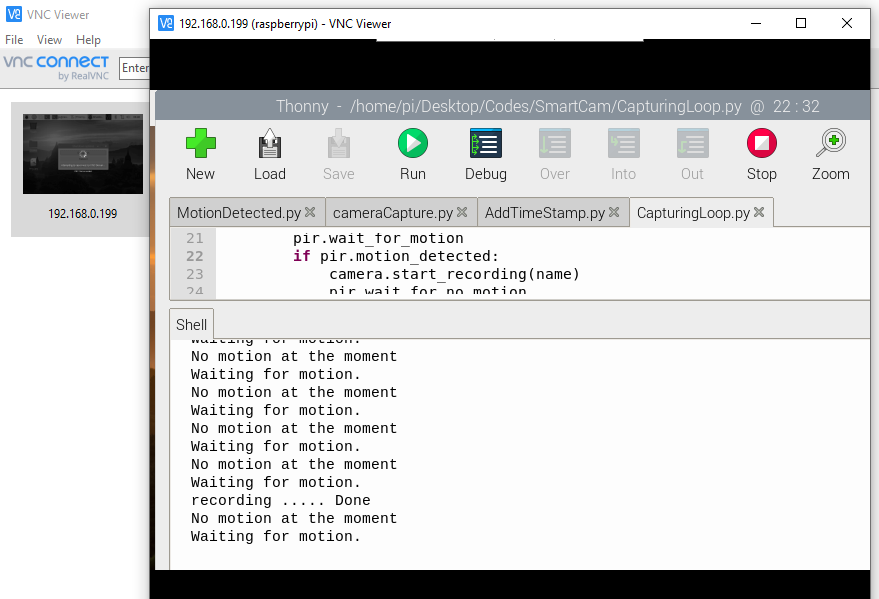 VNC Viewer
File View Help
vnc connect
by RealVNC
Enter
192.168.0.199
192.168.0.199 (raspberrypi) - VNC Viewer
Thonny - /home/pi/Desktop/Codes/SmartCam/CapturingLoop.py @ 22 : 32
New Load Save Run Debug Over Into Out Stop Zoom
MotionDetected.py cameraCapture.py AddTimeStamp.py CapturingLoop.py
21 pir.wait_for_motion
22 if pir.motion_detected:
23 camera.start_recording(name)
24 pir.wait_for_no_motion
Shell
Waiting for motion.
No motion at the moment
Waiting for motion.
No motion at the moment
Waiting for motion.
No motion at the moment
Waiting for motion.
No motion at the moment
Waiting for motion.
recording ..... Done
No motion at the moment
Waiting for motion.